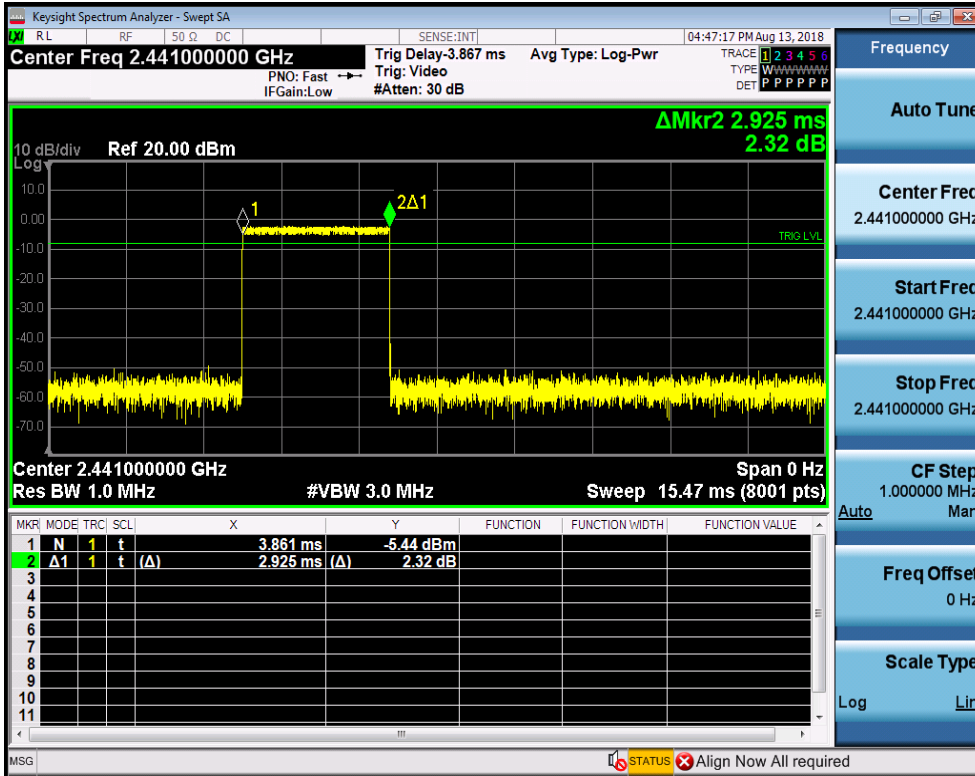 Keysight Spectrum Analyzer - Swept SA
LXI RL RF 50 Ω DC SENSE:INT 04:47:17 PM Aug 13, 2018
Center Freq 2.441000000 GHz
PNO: Fast
IFGain:Low
Trig Delay-3.867 ms
Trig: Video
#Atten: 30 dB
Avg Type: Log-Pwr
TRACE 1 2 3 4 5 6
TYPE WWWWWW
DET P P P P P P
ΔMkr2 2.925 ms
2.32 dB
10 dB/div Ref 20.00 dBm
Log
10.0
0.00
-10.0
-20.0
-30.0
-40.0
-50.0
-60.0
-70.0
1
2Δ1
TRIG LVL
Center 2.441000000 GHz Span 0 Hz
Res BW 1.0 MHz #VBW 3.0 MHz Sweep 15.47 ms (8001 pts)
MKR MODE TRC SCL X Y FUNCTION FUNCTION WIDTH FUNCTION VALUE
1 N 1 t 3.861 ms -5.44 dBm
2 Δ1 1 t (Δ) 2.925 ms (Δ) 2.32 dB
3
4
5
6
7
8
9
10
11
MSG STATUS Align Now All required
Frequency
Auto Tune
Center Freq
2.441000000 GHz
Start Freq
2.441000000 GHz
Stop Freq
2.441000000 GHz
CF Step
1.000000 MHz
Auto Man
Freq Offset
0 Hz
Scale Type
Log Lin